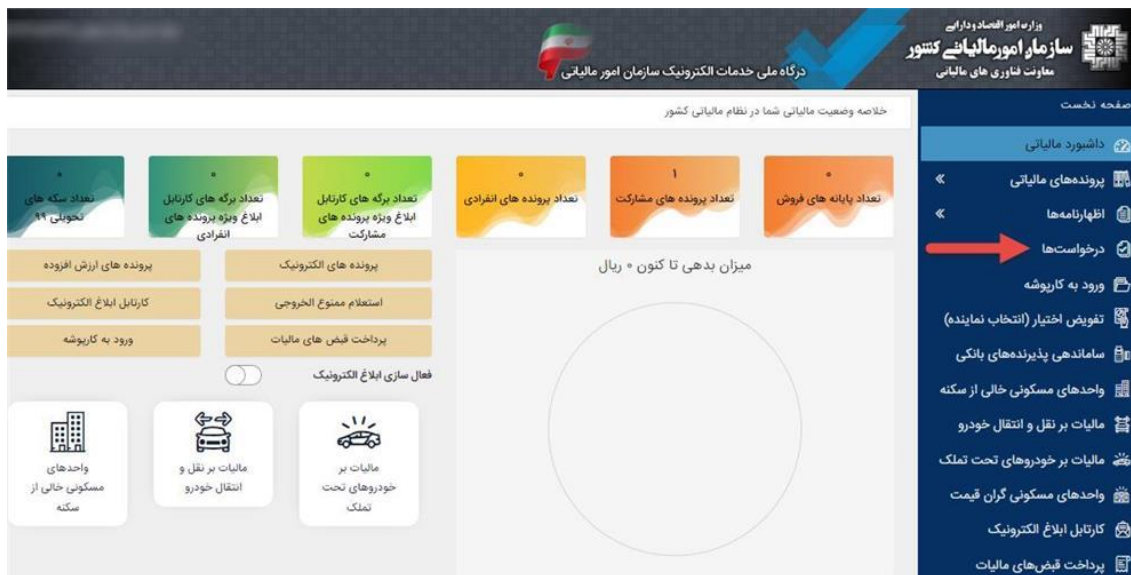 وزارت امور اقتصاد و دارایی
سازمان امور مالیاتی کشور
معاونت فناوری های مالیاتی
درگاه ملی خدمات الکترونیک سازمان امور مالیاتی
صفحه نخست
داشبورد مالیاتی
پرونده‌های مالیاتی
اظهارنامه‌ها
درخواست‌ها
ورود به کارپوشه
تفویض اختیار (انتخاب نماینده)
ساماندهی پذیرنده‌های بانکی
واحدهای مسکونی خالی از سکنه
مالیات بر نقل و انتقال خودرو
مالیات بر خودروهای تحت تملک
واحدهای مسکونی گران قیمت
کارتابل ابلاغ الکترونیک
پرداخت قبض‌های مالیات
خلاصه وضعیت مالیاتی شما در نظام مالیاتی کشور
۰
تعداد پایانه های فروش
۱
تعداد پرونده های مشارکت
۰
تعداد پرونده های انفرادی
۰
تعداد برگه های کارتابل
ابلاغ ویژه پرونده های
مشارکت
۰
تعداد برگه های کارتابل
ابلاغ ویژه پرونده های
انفرادی
۰
تعداد سکه های
تحویلی ۹۹
میزان بدهی تا کنون ۰ ریال
پرونده های الکترونیک
پرونده های ارزش افزوده
استعلام ممنوع الخروجی
کارتابل ابلاغ الکترونیک
پرداخت قبض های مالیات
ورود به کارپوشه
فعال سازی ابلاغ الکترونیک
مالیات بر
خودروهای تحت
تملک
مالیات بر نقل و
انتقال خودرو
واحدهای
مسکونی خالی از
سکنه